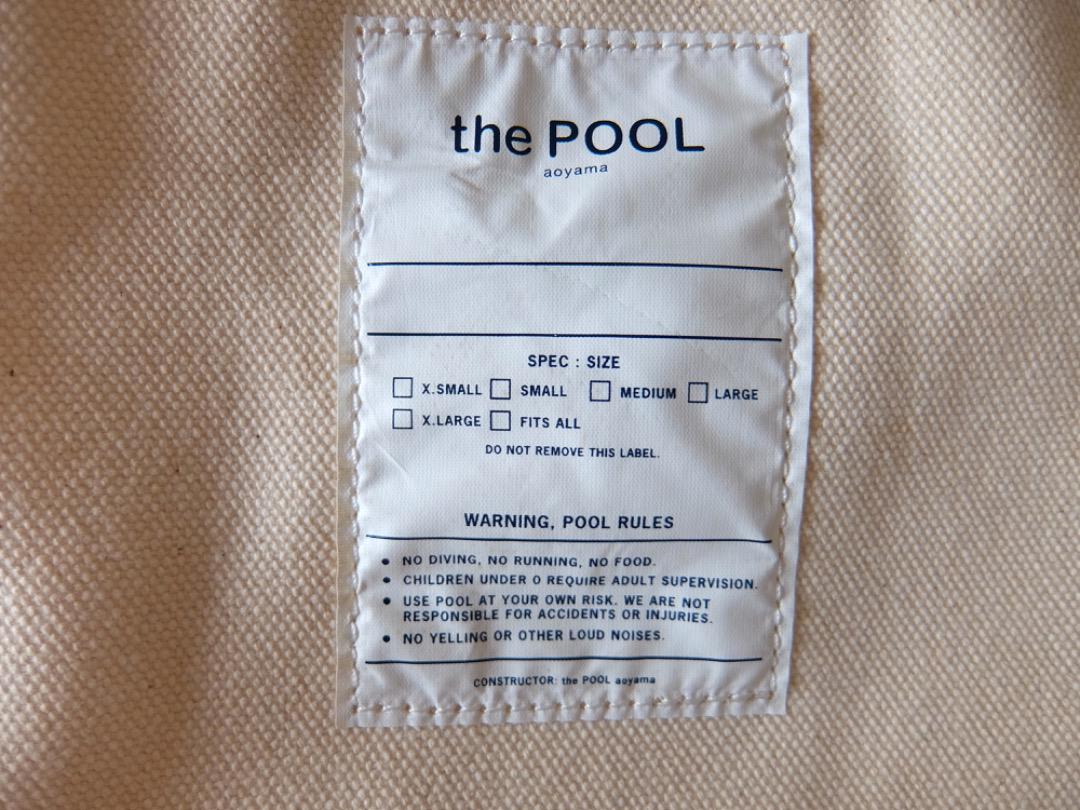 the POOL
aoyama
SPEC : SIZE
X.SMALL SMALL MEDIUM LARGE
X.LARGE FITS ALL
DO NOT REMOVE THIS LABEL.
WARNING, POOL RULES
• NO DIVING, NO RUNNING, NO FOOD.
• CHILDREN UNDER 0 REQUIRE ADULT SUPERVISION.
• USE POOL AT YOUR OWN RISK. WE ARE NOT
RESPONSIBLE FOR ACCIDENTS OR INJURIES.
• NO YELLING OR OTHER LOUD NOISES.
CONSTRUCTOR: the POOL aoyama